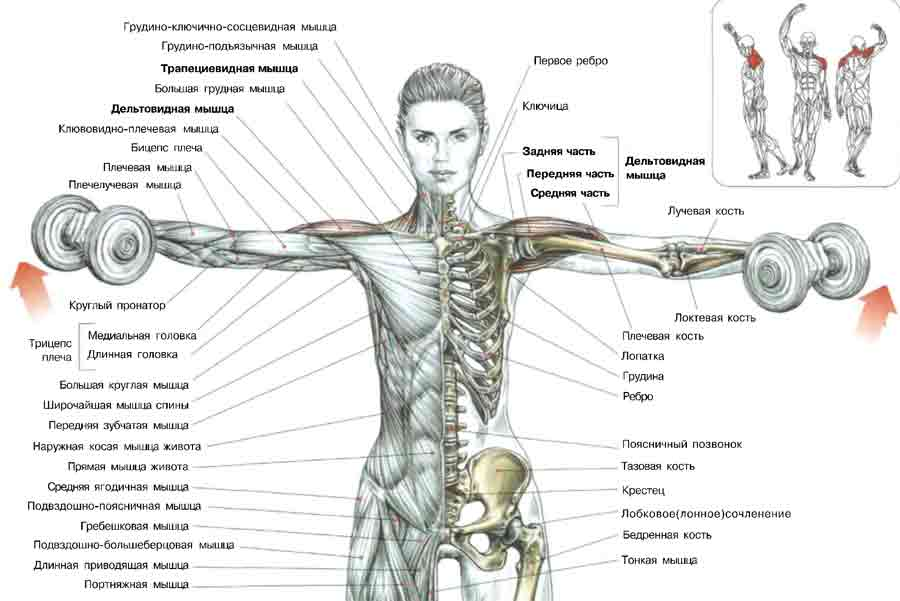 Грудино-ключично-сосцевидная мышца
Грудино-подъязычная мышца
Трапециевидная мышца
Большая грудная мышца
Дельтовидная мышца
Клювовидно-плечевая мышца
Бицепс плеча
Плечевая мышца
Плечелучевая мышца
Круглый пронатор
Трицепс
плеча
Медиальная головка
Длинная головка
Большая круглая мышца
Широчайшая мышца спины
Передняя зубчатая мышца
Наружная косая мышца живота
Прямая мышца живота
Средняя ягодичная мышца
Подвздошно-поясничная мышца
Гребешковая мышца
Подвздошно-большеберцовая мышца
Длинная приводящая мышца
Портняжная мышца
Первое ребро
Ключица
Задняя часть
Передняя часть
Средняя часть
Дельтовидная
мышца
Лучевая кость
Локтевая кость
Плечевая кость
Лопатка
Грудина
Ребро
Поясничный позвонок
Тазовая кость
Крестец
Лобковое(лонное)сочленение
Бедренная кость
Тонкая мышца